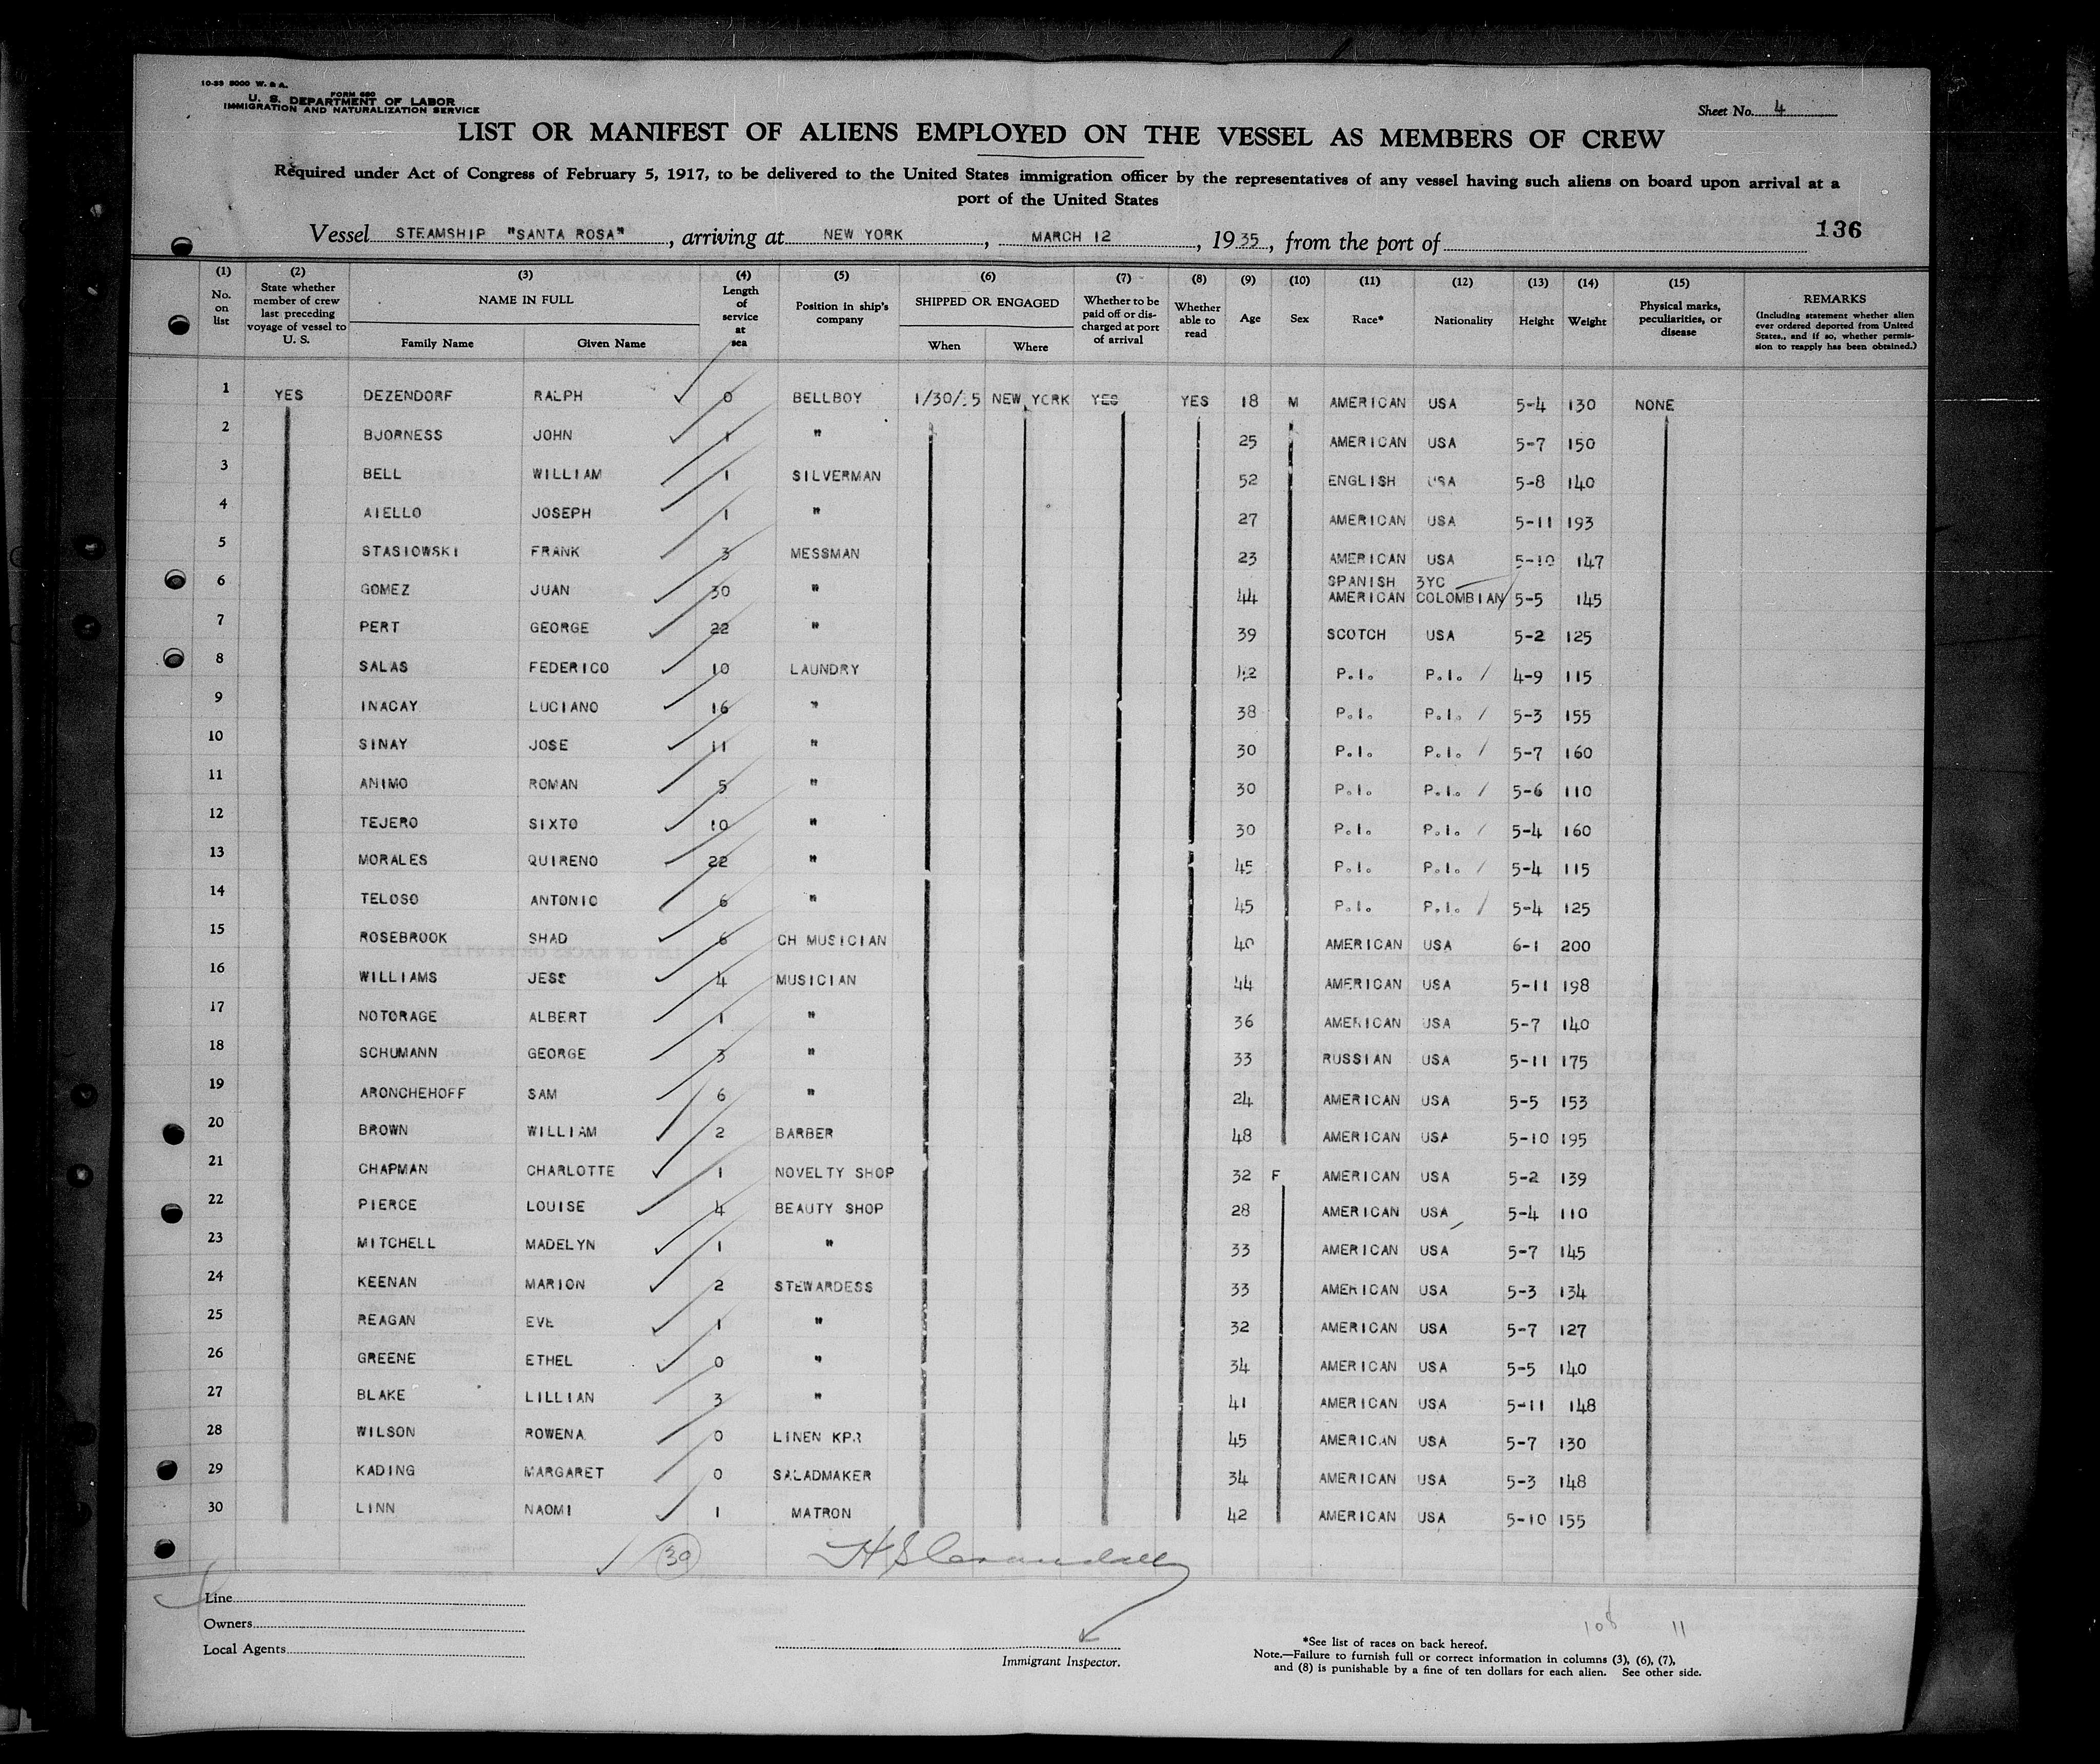 10-33 5000 W. & A.
FORM 680
U. S. DEPARTMENT OF LABOR
IMMIGRATION AND NATURALIZATION SERVICE
Sheet No. 4
LIST OR MANIFEST OF ALIENS EMPLOYED ON THE VESSEL AS MEMBERS OF CREW
Required under Act of Congress of February 5, 1917, to be delivered to the United States immigration officer by the representatives of any vessel having such aliens on board upon arrival at a
port of the United States
136
Vessel STEAMSHIP "SANTA ROSA", arriving at NEW YORK, MARCH 12, 1935, from the port of
(1) (2) (3) (4) (5) (6) (7) (8) (9) (10) (11) (12) (13) (14) (15)
No. on list State whether member of crew last preceding voyage of vessel to U. S. NAME IN FULL Family Name Given Name Length of service at sea Position in ship's company SHIPPED OR ENGAGED When Where Whether to be paid off or discharged at port of arrival Whether able to read Age Sex Race* Nationality Height Weight Physical marks, peculiarities, or disease REMARKS (Including statement whether alien ever ordered deported from United States., and if so, whether permission to reapply has been obtained.)
1 YES DEZENDORF RALPH 0 BELLBOY 1/30/35 NEW YORK YES YES 18 M AMERICAN USA 5-4 130 NONE
2 BJORNESS JOHN 1 " 25 AMERICAN USA 5-7 150
3 BELL WILLIAM 1 SILVERMAN 52 ENGLISH USA 5-8 140
4 AIELLO JOSEPH 1 " 27 AMERICAN USA 5-11 193
5 STASIOWSKI FRANK 3 MESSMAN 23 AMERICAN USA 5-10 147
6 GOMEZ JUAN 30 " 44 SPANISH AMERICAN 3YC COLOMBIAN 5-5 145
7 PERT GEORGE 22 " 39 SCOTCH USA 5-2 125
8 SALAS FEDERICO 10 LAUNDRY 42 P.I. P.I. / 4-9 115
9 INACAY LUCIANO 16 " 38 P.I. P.I. / 5-3 155
10 SINAY JOSE 11 " 30 P.I. P.I. / 5-7 160
11 ANIMO ROMAN 5 " 30 P.I. P.I. / 5-6 110
12 TEJERO SIXTO 10 " 30 P.I. P.I. / 5-4 160
13 MORALES QUIRENO 22 " 45 P.I. P.I. / 5-4 115
14 TELOSO ANTONIO 6 " 45 P.I. P.I. / 5-4 125
15 ROSEBROOK SHAD 6 CH MUSICIAN 40 AMERICAN USA 6-1 200
16 WILLIAMS JESS 4 MUSICIAN 44 AMERICAN USA 5-11 198
17 NOTORAGE ALBERT 1 " 36 AMERICAN USA 5-7 140
18 SCHUMANN GEORGE 3 " 33 RUSSIAN USA 5-11 175
19 ARONCHEHOFF SAM 6 " 24 AMERICAN USA 5-5 153
20 BROWN WILLIAM 2 BARBER 48 AMERICAN USA 5-10 195
21 CHAPMAN CHARLOTTE 1 NOVELTY SHOP 32 F AMERICAN USA 5-2 139
22 PIERCE LOUISE 4 BEAUTY SHOP 28 AMERICAN USA 5-4 110
23 MITCHELL MADELYN 1 " 33 AMERICAN USA 5-7 145
24 KEENAN MARION 2 STEWARDESS 33 AMERICAN USA 5-3 134
25 REAGAN EVE 1 " 32 AMERICAN USA 5-7 127
26 GREENE ETHEL 0 " 34 AMERICAN USA 5-5 140
27 BLAKE LILLIAN 3 " 41 AMERICAN USA 5-11 148
28 WILSON ROWENA 0 LINEN KPR 45 AMERICAN USA 5-7 130
29 KADING MARGARET 0 SALADMAKER 34 AMERICAN USA 5-3 148
30 LINN NAOMI 1 MATRON 42 AMERICAN USA 5-10 155
30
Line
Owners
Local Agents
Immigrant Inspector.
108 11
*See list of races on back hereof.
Note.—Failure to furnish full or correct information in columns (3), (6), (7),
and (8) is punishable by a fine of ten dollars for each alien. See other side.